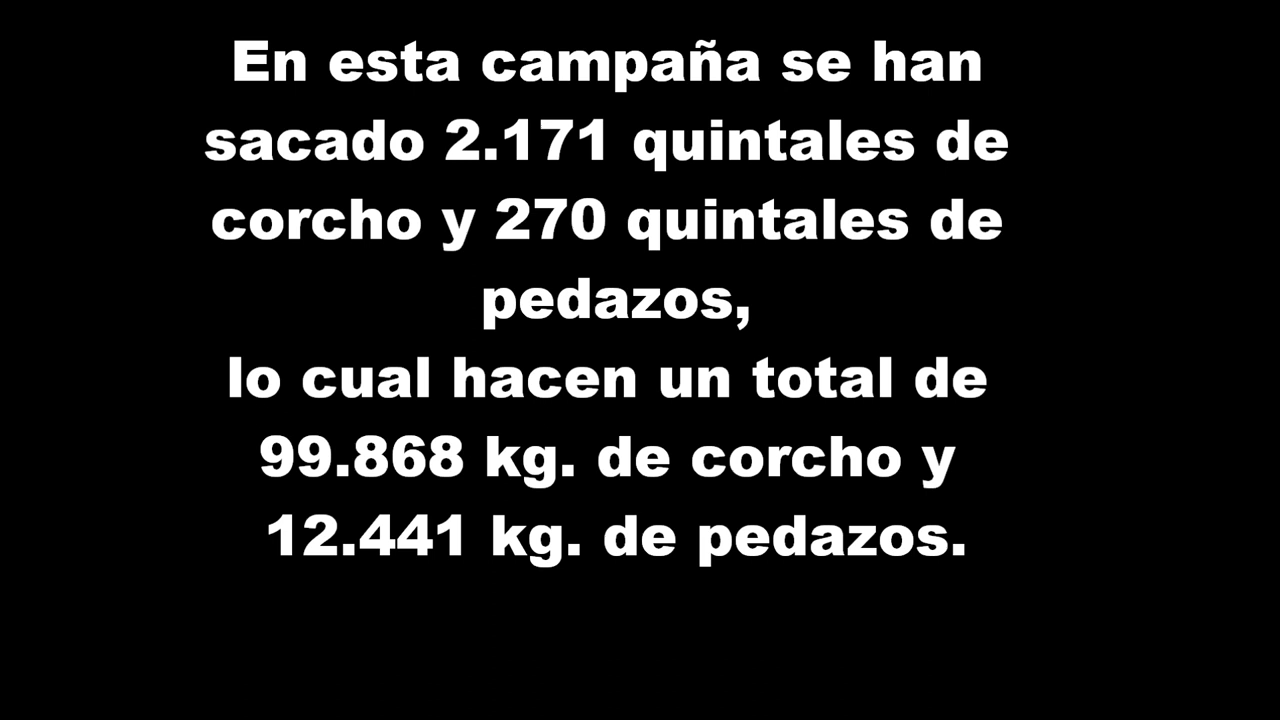 En esta campaña se han
sacado 2.171 quintales de
corcho y 270 quintales de
pedazos,
lo cual hacen un total de
99.868 kg. de corcho y
12.441 kg. de pedazos.